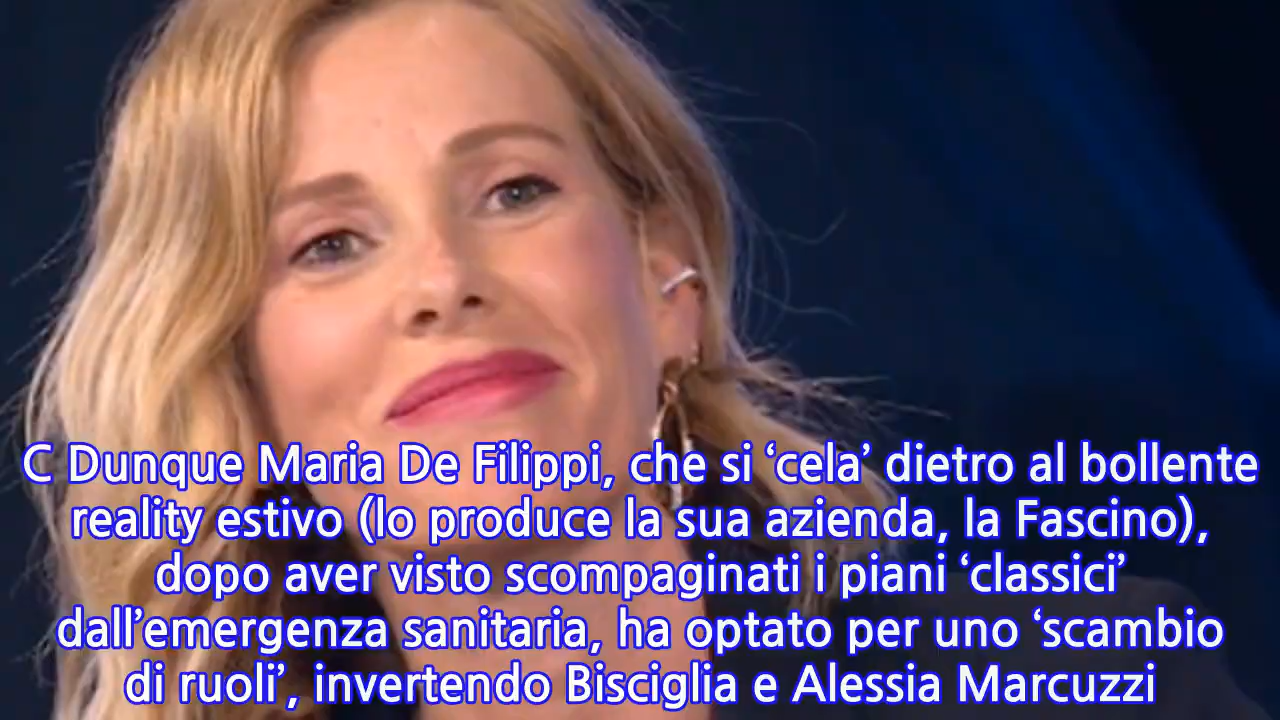 C Dunque Maria De Filippi, che si ‘cela’ dietro al bollente
reality estivo (lo produce la sua azienda, la Fascino),
dopo aver visto scompaginati i piani ‘classici’
dall’emergenza sanitaria, ha optato per uno ‘scambio
di ruoli’, invertendo Bisciglia e Alessia Marcuzzi